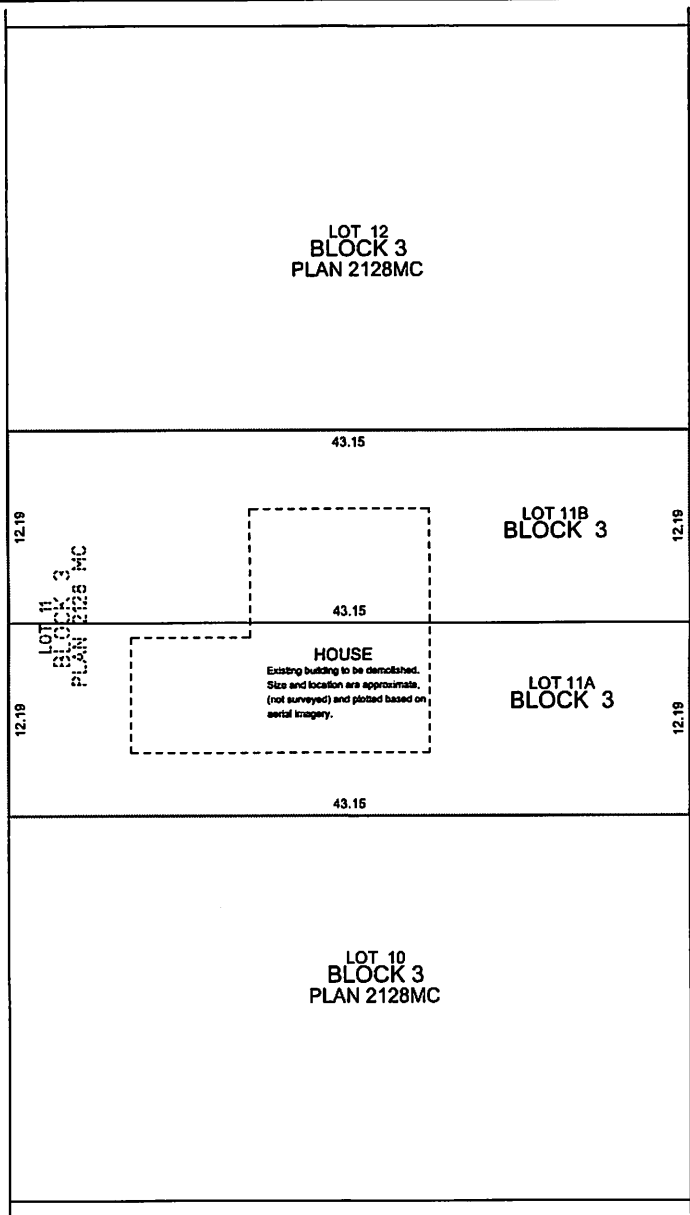 LOT 12
BLOCK 3
PLAN 2128MC
43.15
12.19
LOT 11B
BLOCK 3
12.19
LOT 11
BLOCK 3
PLAN 2128 MC
43.15
HOUSE
Existing building to be demolished.
Size and location are approximate,
(not surveyed) and plotted based on
aerial imagery.
12.19
LOT 11A
BLOCK 3
12.19
43.15
LOT 10
BLOCK 3
PLAN 2128MC